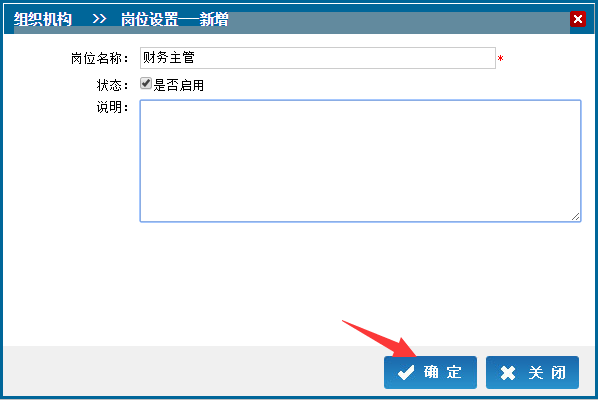 组织机构 >> 岗位设置——新增
岗位名称： 财务主管 *
状态： 是否启用
说明：
确 定 关 闭